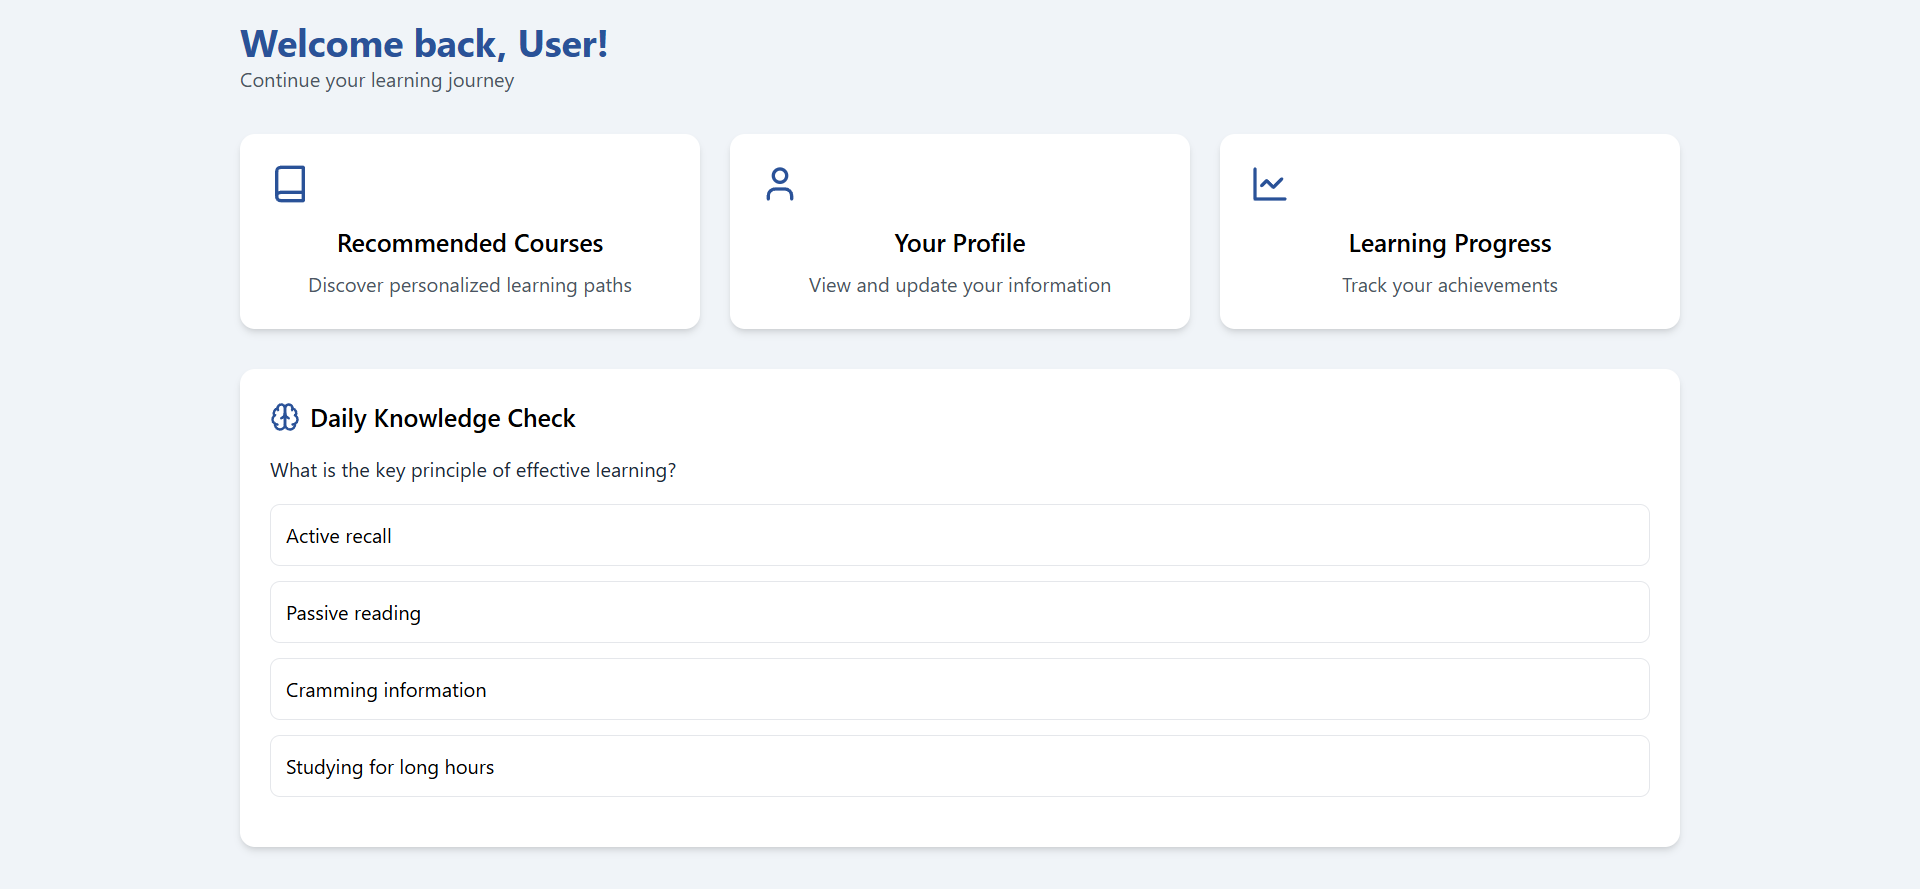 Welcome back, User!
Continue your learning journey
Recommended Courses
Discover personalized learning paths
Your Profile
View and update your information
Learning Progress
Track your achievements
Daily Knowledge Check
What is the key principle of effective learning?
Active recall
Passive reading
Cramming information
Studying for long hours